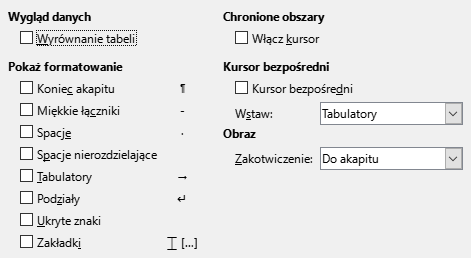 Wygląd danych
Wyrównanie tabeli
Pokaż formatowanie
Koniec akapitu ¶
Miękkie łączniki -
Spacje ·
Spacje nierozdzielające
Tabulatory →
Podziały ↵
Ukryte znaki
Zakładki ⌶ [...]
Chronione obszary
Włącz kursor
Kursor bezpośredni
Kursor bezpośredni
Wstaw: Tabulatory
Obraz
Zakotwiczenie: Do akapitu